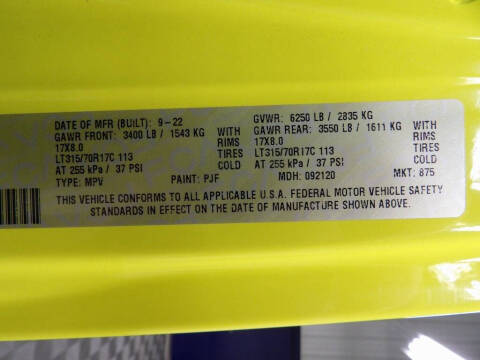 DATE OF MFR (BUILT): 9-22 GVWR: 6250 LB / 2835 KG
GAWR FRONT: 3400 LB / 1543 KG WITH GAWR REAR: 3550 LB / 1611 KG WITH
17X8.0 RIMS 17X8.0 RIMS
LT315/70R17C 113 TIRES LT315/70R17C 113 TIRES
AT 255 kPa / 37 PSI COLD AT 255 kPa / 37 PSI COLD
TYPE: MPV PAINT: PJF MDH: 092120 MKT: 875
THIS VEHICLE CONFORMS TO ALL APPLICABLE U.S.A. FEDERAL MOTOR VEHICLE SAFETY
STANDARDS IN EFFECT ON THE DATE OF MANUFACTURE SHOWN ABOVE.